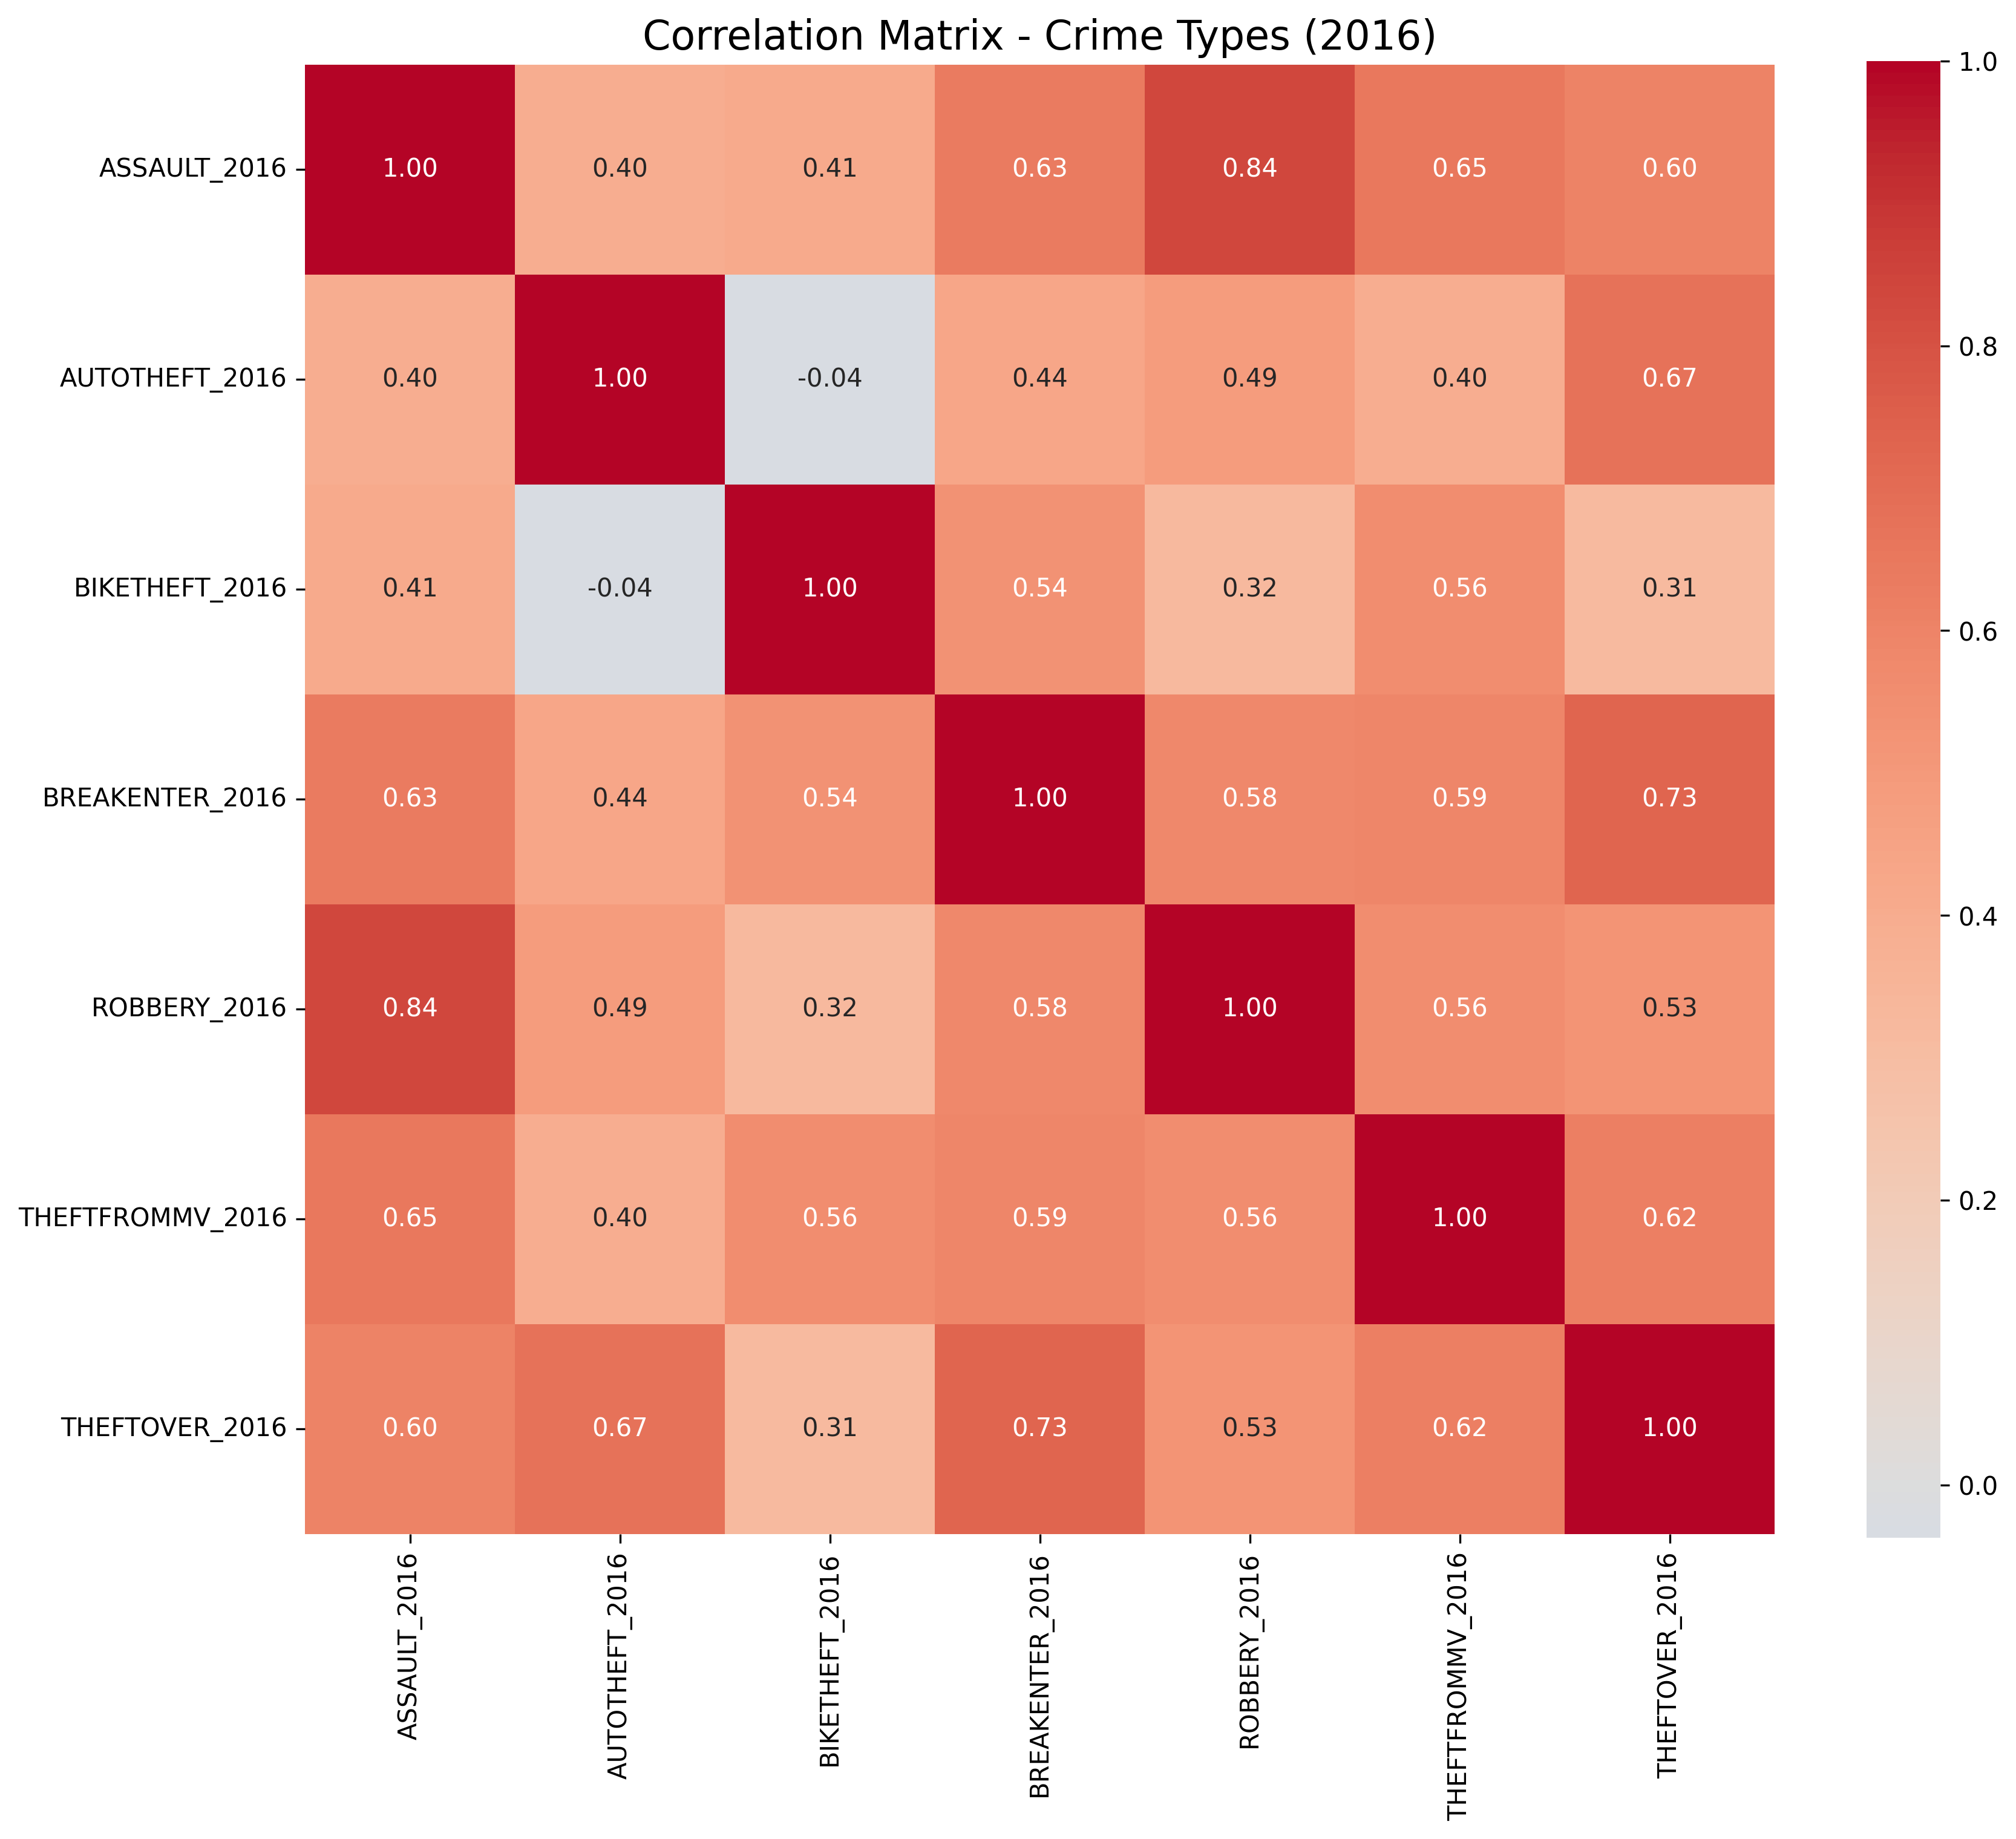 Correlation Matrix - Crime Types (2016)
ASSAULT_2016 1.00 0.40 0.41 0.63 0.84 0.65 0.60
AUTOTHEFT_2016 0.40 1.00 -0.04 0.44 0.49 0.40 0.67
BIKETHEFT_2016 0.41 -0.04 1.00 0.54 0.32 0.56 0.31
BREAKENTER_2016 0.63 0.44 0.54 1.00 0.58 0.59 0.73
ROBBERY_2016 0.84 0.49 0.32 0.58 1.00 0.56 0.53
THEFTFROMMV_2016 0.65 0.40 0.56 0.59 0.56 1.00 0.62
THEFTOVER_2016 0.60 0.67 0.31 0.73 0.53 0.62 1.00
ASSAULT_2016
AUTOTHEFT_2016
BIKETHEFT_2016
BREAKENTER_2016
ROBBERY_2016
THEFTFROMMV_2016
THEFTOVER_2016
1.0
0.8
0.6
0.4
0.2
0.0